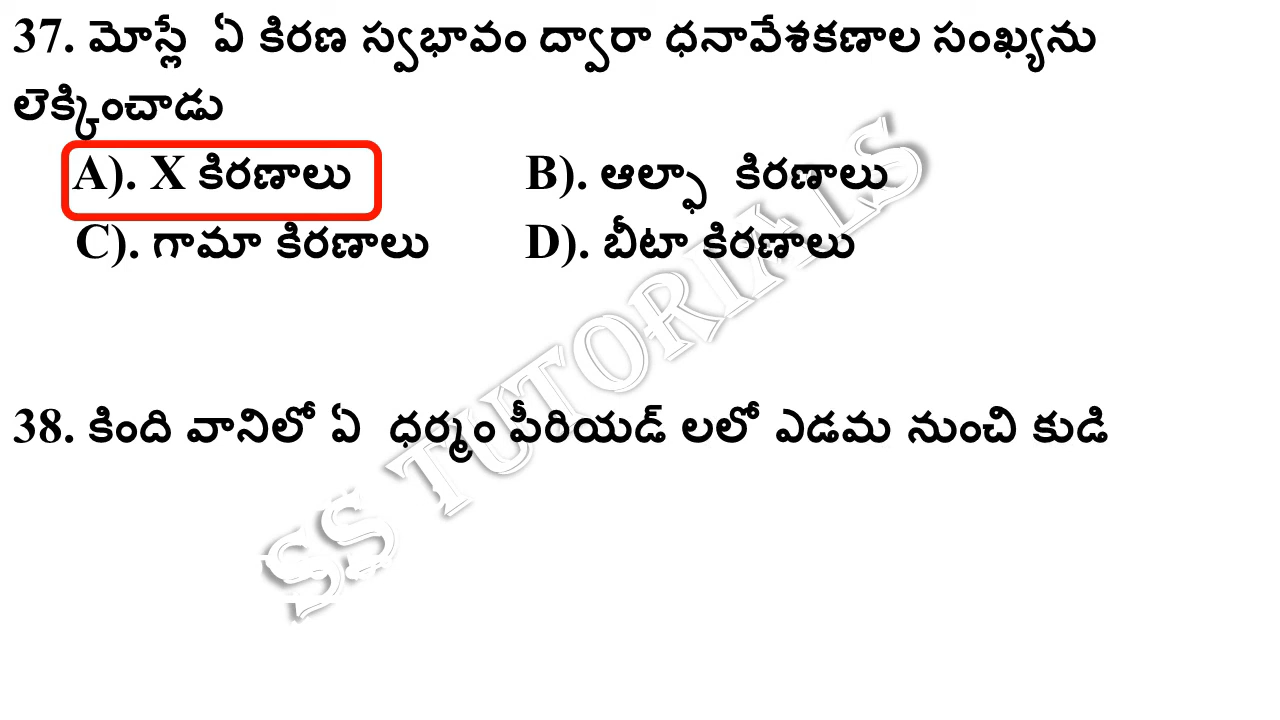 37. మోస్లే ఏ కిరణ స్వభావం ద్వారా ధనావేశకణాల సంఖ్యను
లెక్కించాడు
A). X కిరణాలు B). ఆల్ఫా కిరణాలు
C). గామా కిరణాలు D). బీటా కిరణాలు
38. కింది వానిలో ఏ ధర్మం పీరియడ్ లలో ఎడమ నుంచి కుడి
SS TUTORIALS